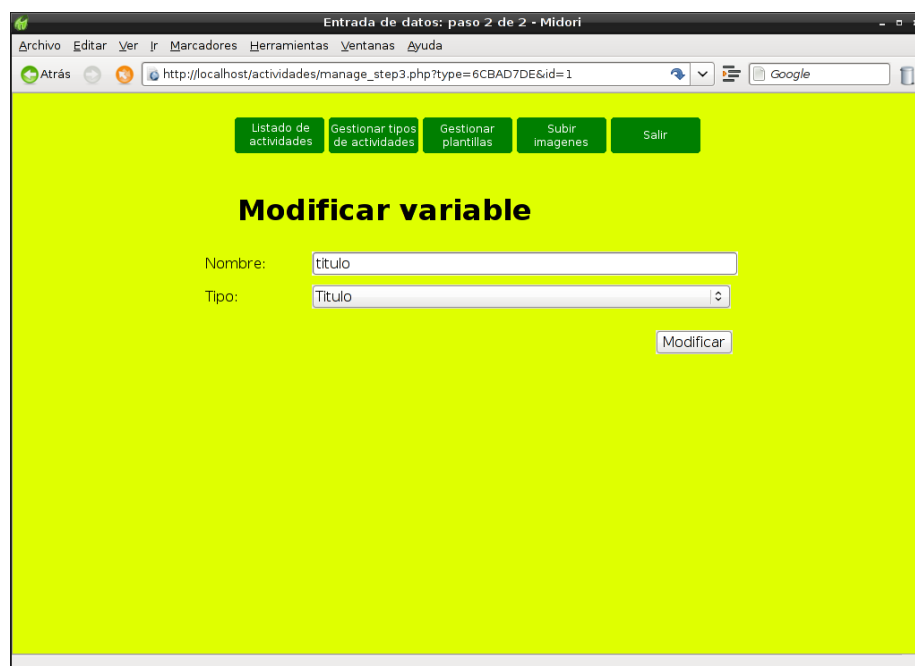 Entrada de datos: paso 2 de 2 - Midori
Archivo Editar Ver Ir Marcadores Herramientas Ventanas Ayuda
Atrás http://localhost/actividades/manage_step3.php?type=6CBAD7DE&id=1 Google
Listado de actividades
Gestionar tipos de actividades
Gestionar plantillas
Subir imagenes
Salir
Modificar variable
Nombre: titulo
Tipo: Titulo
Modificar